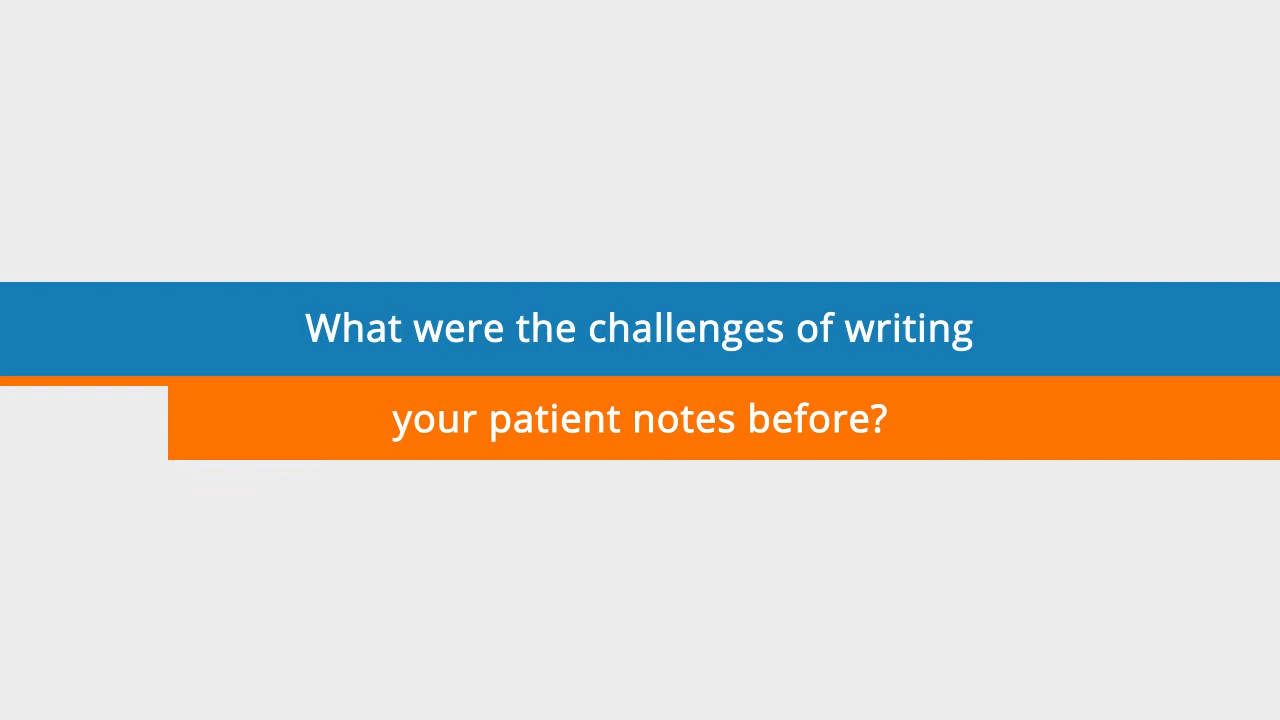 What were the challenges of writing
your patient notes before?